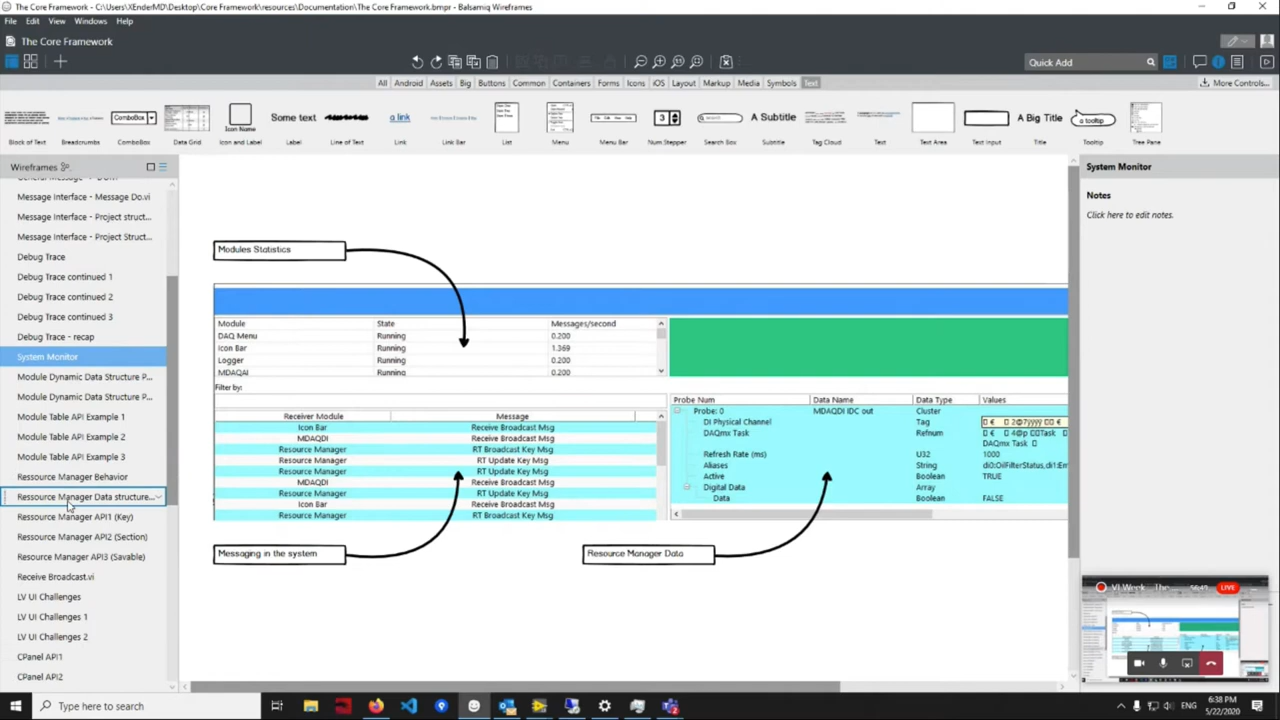 The Core Framework - C:\Users\XEnderMD\Desktop\Core Framework\resources\Documentation\The Core Framework.bmpr - Balsamiq Wireframes
File Edit View Windows Help
The Core Framework
Quick Add
All Android Assets Big Buttons Common Containers Forms Icons iOS Layout Markup Media Symbols Text
More Controls...
ComboBox
Icon Name
Some text
a link
3
A Subtitle
A Big Title
a tooltip
Block of Text Breadcrumbs ComboBox Data Grid Icon and Label Label Line of Text Link Link Bar List Menu Menu Bar Num.Stepper Search Box Subtitle Tag Cloud Text Text Area Text Input Title Tooltip Tree Pane
Wireframes
Message Interface - Message Do.vi
Message Interface - Project struct...
Message Interface - Project Struct...
Debug Trace
Debug Trace continued 1
Debug Trace continued 2
Debug Trace continued 3
Debug Trace - recap
System Monitor
Module Dynamic Data Structure P...
Module Dynamic Data Structure P...
Module Table API Example 1
Module Table API Example 2
Module Table API Example 3
Ressource Manager Behavior
Ressource Manager Data structure...
Ressource Manager API1 (Key)
Ressource Manager API2 (Section)
Ressource Manager API3 (Savable)
Receive Broadcast.vi
LV UI Challenges
LV UI Challenges 1
LV UI Challenges 2
CPanel API1
CPanel API2
Modules Statistics
Module State Messages/second
DAQ Menu Running 0.200
Icon Bar Running 1.369
Logger Running 0.200
MDAQAI Running 0.200
Filter by:
Receiver Module Message
Icon Bar Receive Broadcast Msg
MDAQDI Receive Broadcast Msg
Resource Manager RT Broadcast Key Msg
Resource Manager RT Update Key Msg
Resource Manager RT Update Key Msg
MDAQDI Receive Broadcast Msg
Resource Manager RT Update Key Msg
Icon Bar Receive Broadcast Msg
Resource Manager RT Broadcast Key Msg
Probe Num Data Name Data Type Values
Probe: 0 MDAQDI IDC out Cluster
DI Physical Channel Tag
DAQmx Task Refnum
DAQmx Task
Refresh Rate (ms) U32 1000
Aliases String di0:OilFilterStatus,di1:Em
Active Boolean TRUE
Digital Data Array
Data Boolean FALSE
Messaging in the system
Resource Manager Data
System Monitor
Notes
Click here to edit notes.
LIVE
Type here to search
ENG
6:38 PM
5/22/2020